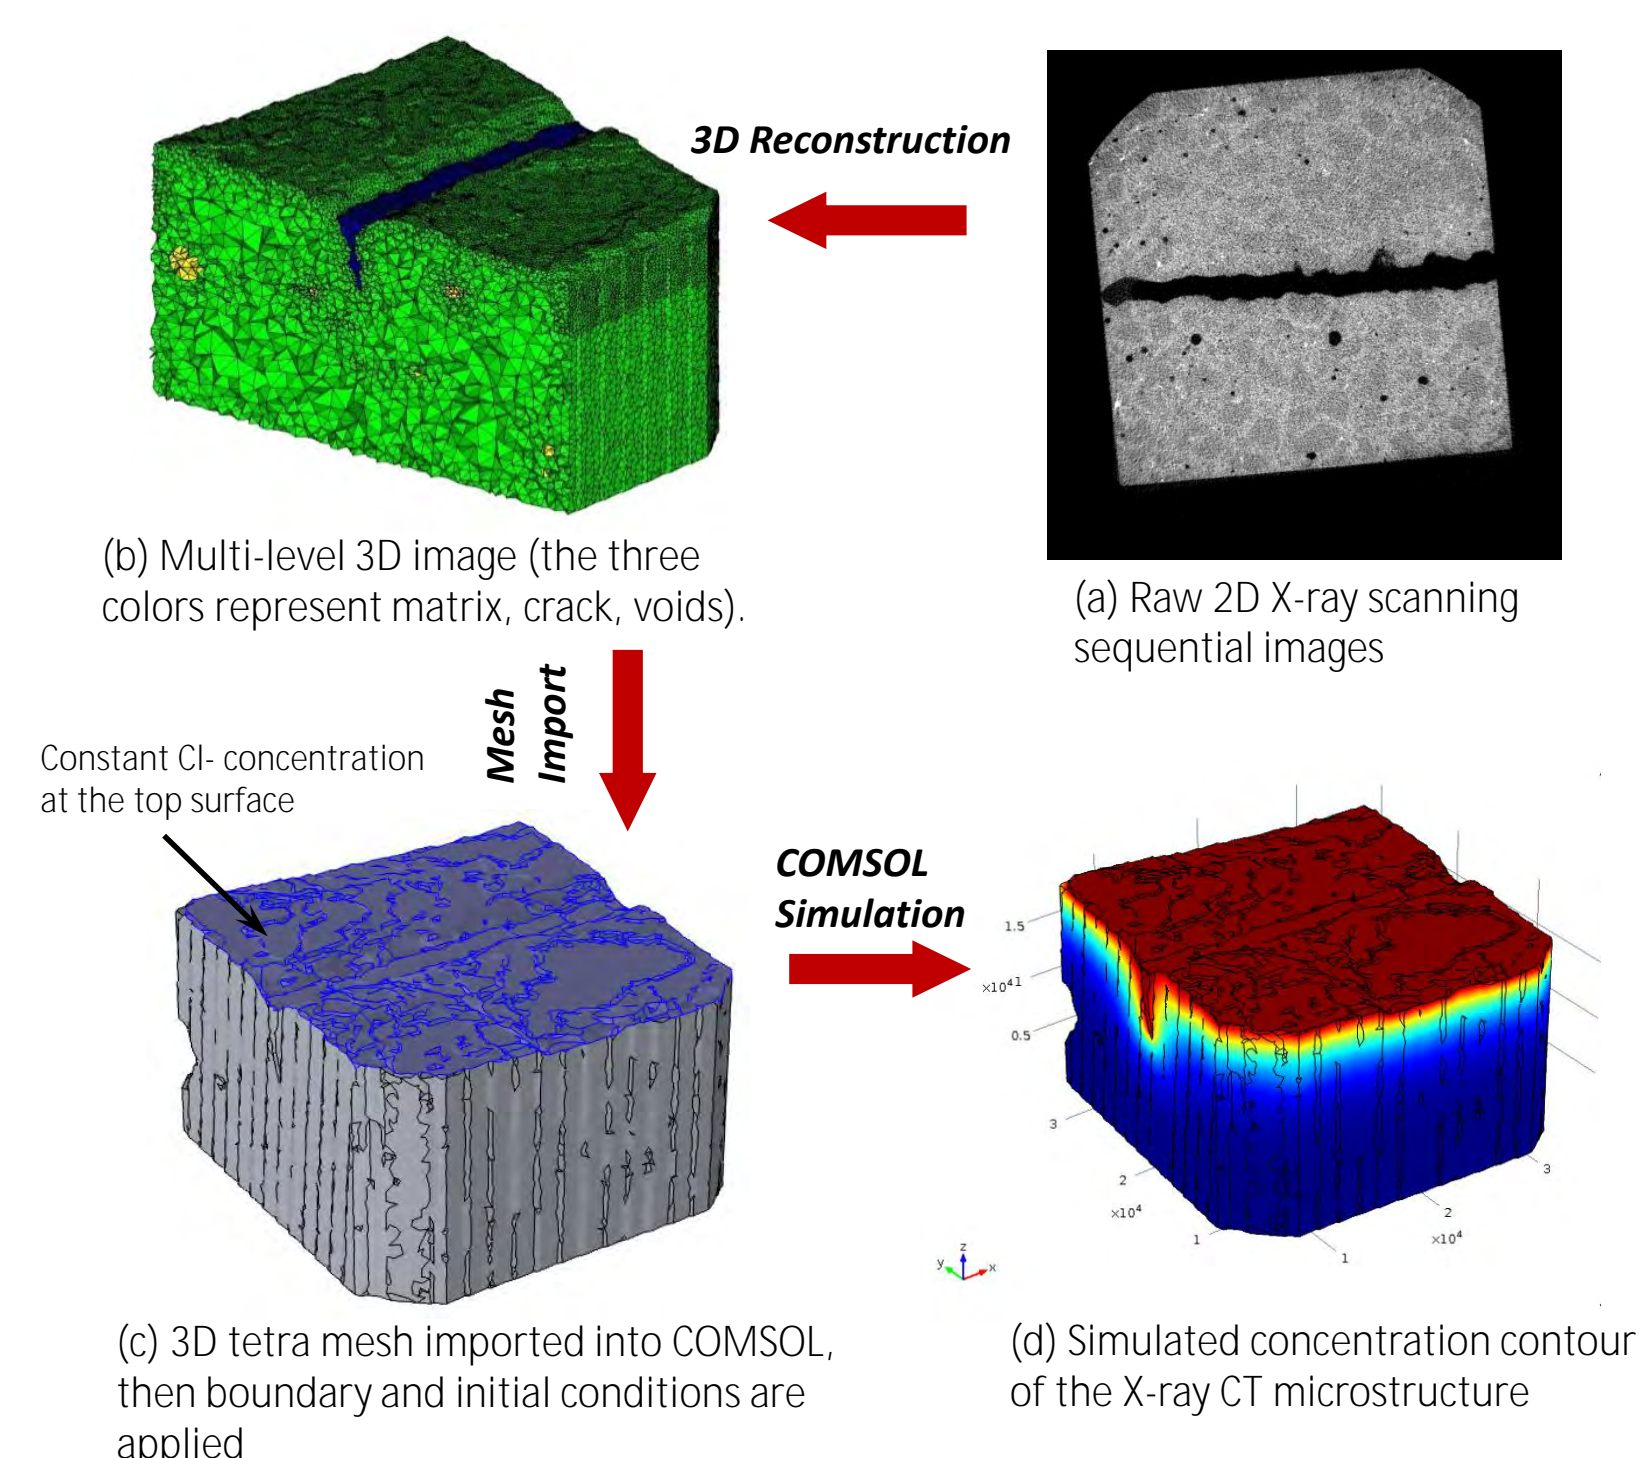 3D Reconstruction
(b) Multi-level 3D image (the three
colors represent matrix, crack, voids).
(a) Raw 2D X-ray scanning
sequential images
Mesh
Import
Constant Cl- concentration
at the top surface
COMSOL
Simulation
1.5
×10⁴1
0.5
3
2
×10⁴
1
3
2
×10⁴
1
z
y
x
(c) 3D tetra mesh imported into COMSOL,
then boundary and initial conditions are
applied
(d) Simulated concentration contour
of the X-ray CT microstructure